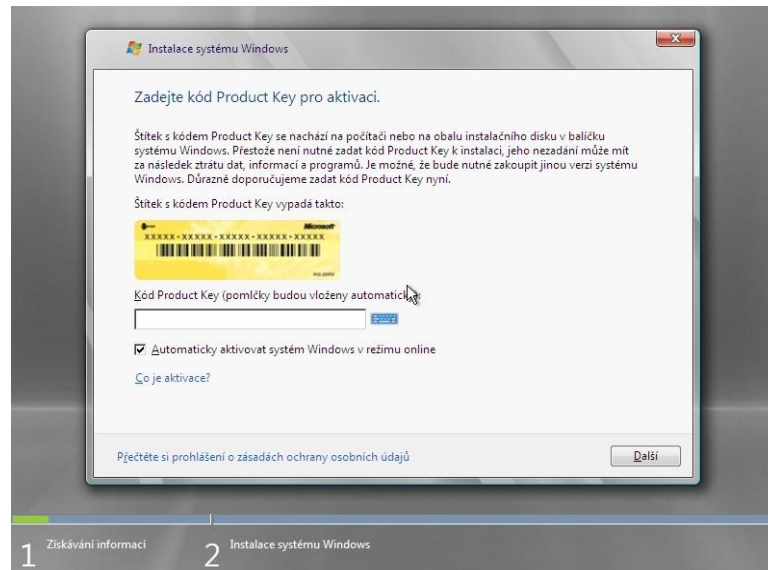 Instalace systému Windows
Zadejte kód Product Key pro aktivaci.
Štítek s kódem Product Key se nachází na počítači nebo na obalu instalačního disku v balíčku
systému Windows. Přestože není nutné zadat kód Product Key k instalaci, jeho nezadání může mít
za následek ztrátu dat, informací a programů. Je možné, že bude nutné zakoupit jinou verzi systému
Windows. Důrazně doporučujeme zadat kód Product Key nyní.
Štítek s kódem Product Key vypadá takto:
Microsoft
XXXXX-XXXXX-XXXXX-XXXXX-XXXXX
Kód Product Key (pomlčky budou vloženy automaticky):
Automaticky aktivovat systém Windows v režimu online
Co je aktivace?
Přečtěte si prohlášení o zásadách ochrany osobních údajů
Další
1 Získávání informací
2 Instalace systému Windows